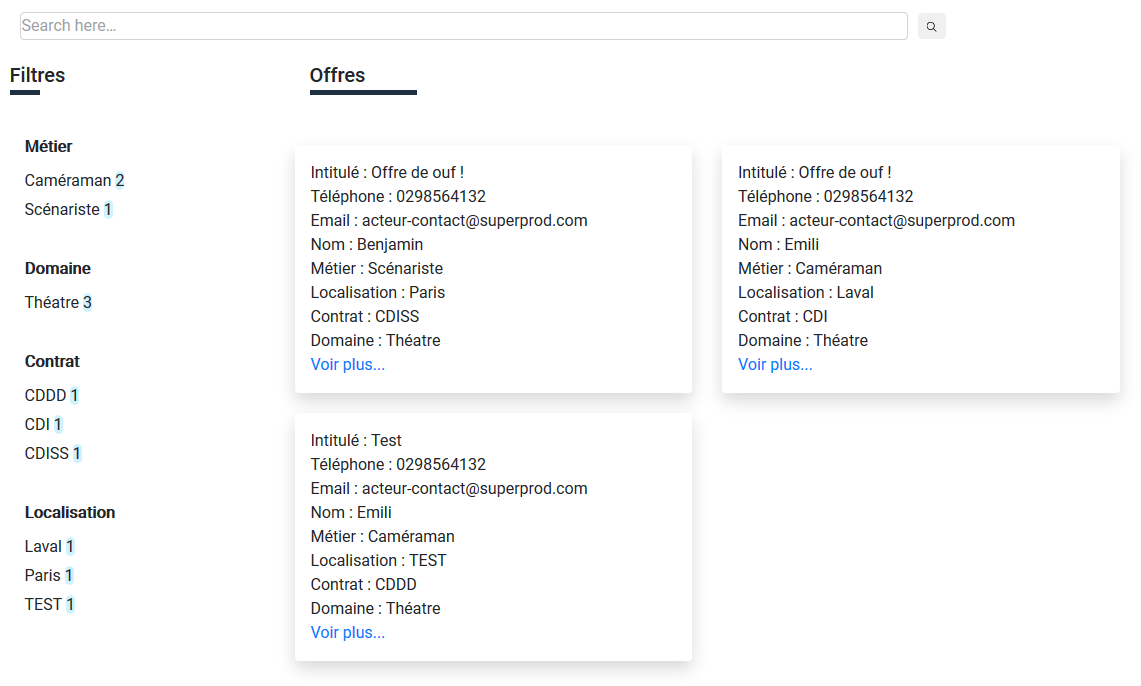 Search here...
Filtres
Offres
Métier
Caméraman 2
Scénariste 1
Domaine
Théatre 3
Contrat
CDDD 1
CDI 1
CDISS 1
Localisation
Laval 1
Paris 1
TEST 1
Intitulé : Offre de ouf !
Téléphone : 0298564132
Email : acteur-contact@superprod.com
Nom : Benjamin
Métier : Scénariste
Localisation : Paris
Contrat : CDISS
Domaine : Théatre
Voir plus...
Intitulé : Offre de ouf !
Téléphone : 0298564132
Email : acteur-contact@superprod.com
Nom : Emili
Métier : Caméraman
Localisation : Laval
Contrat : CDI
Domaine : Théatre
Voir plus...
Intitulé : Test
Téléphone : 0298564132
Email : acteur-contact@superprod.com
Nom : Emili
Métier : Caméraman
Localisation : TEST
Contrat : CDDD
Domaine : Théatre
Voir plus...